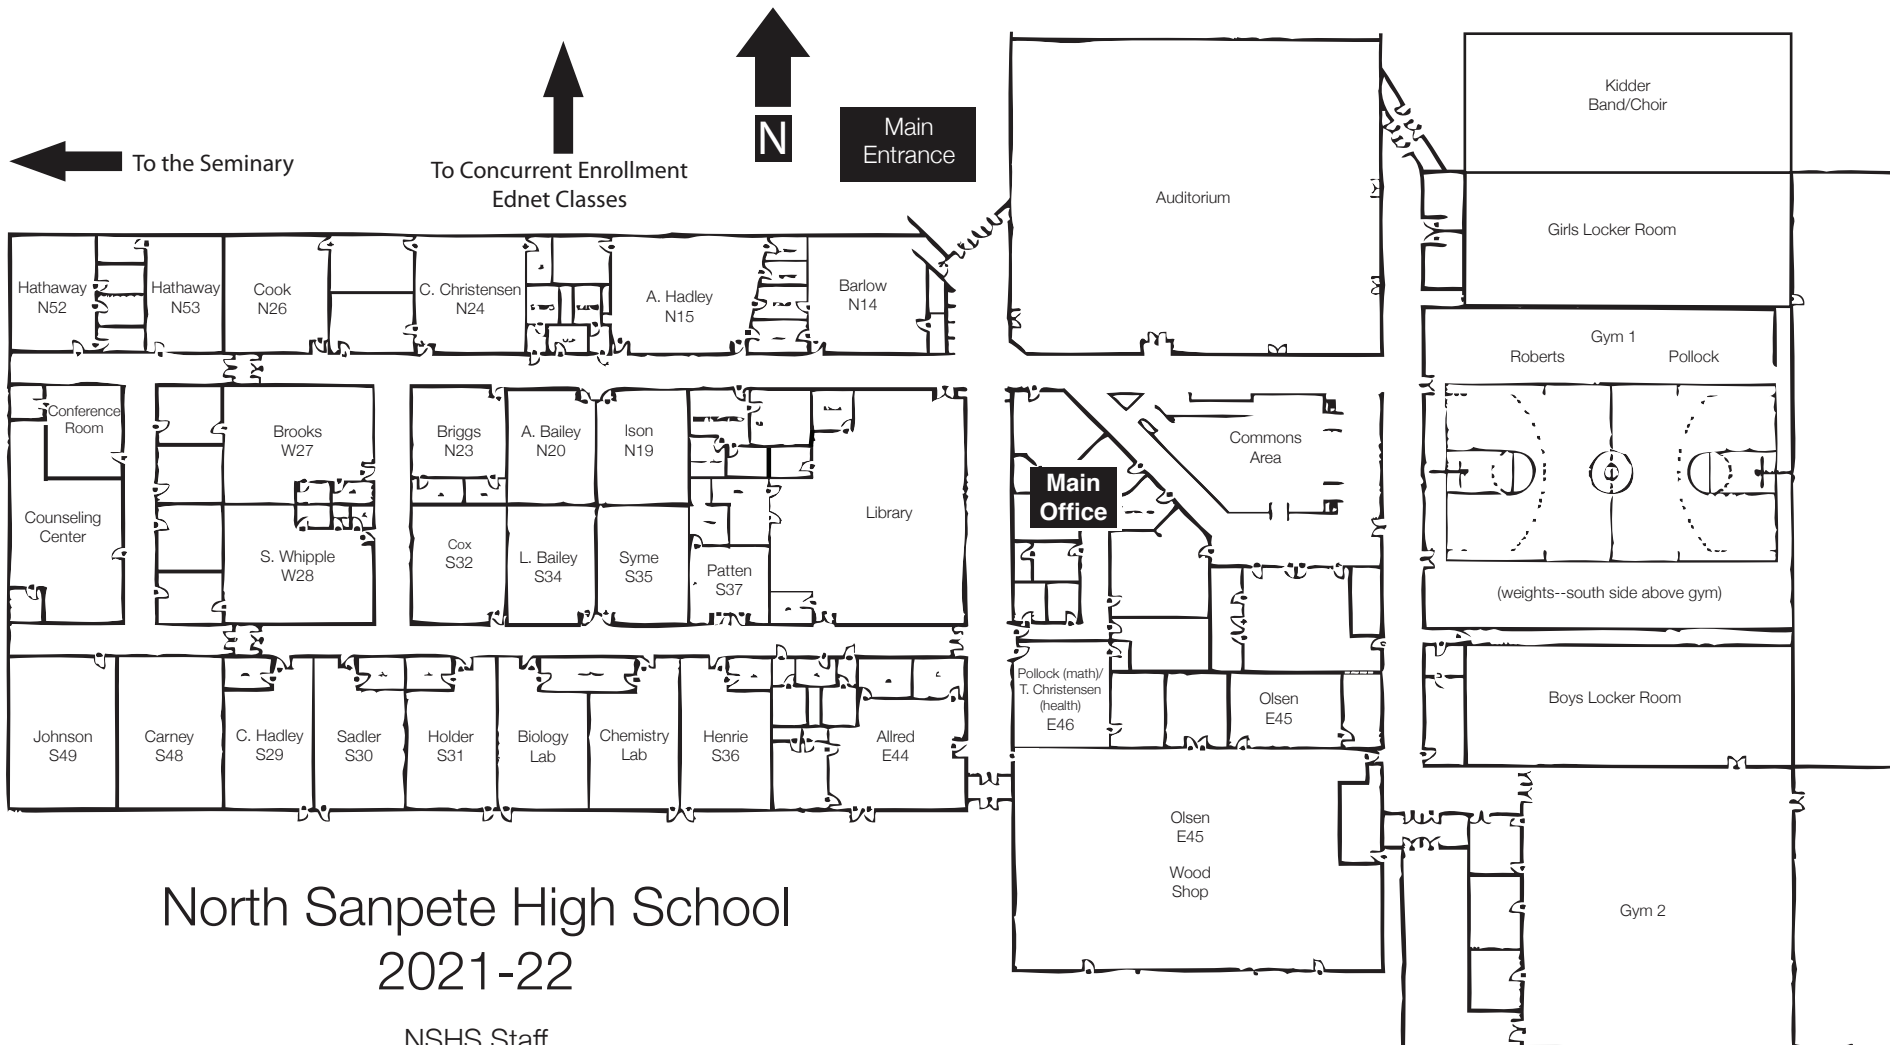 To the Seminary
To Concurrent Enrollment
Ednet Classes
N
Main
Entrance
Auditorium
Kidder
Band/Choir
Girls Locker Room
Hathaway
N52
Hathaway
N53
Cook
N26
C. Christensen
N24
A. Hadley
N15
Barlow
N14
Gym 1
Roberts
Pollock
Conference
Room
Counseling
Center
Brooks
W27
S. Whipple
W28
Briggs
N23
A. Bailey
N20
Ison
N19
Cox
S32
L. Bailey
S34
Syme
S35
Patten
S37
Library
Main
Office
Commons
Area
(weights--south side above gym)
Johnson
S49
Carney
S48
C. Hadley
S29
Sadler
S30
Holder
S31
Biology
Lab
Chemistry
Lab
Henrie
S36
Allred
E44
Pollock (math)/
T. Christensen
(health)
E46
Olsen
E45
Boys Locker Room
Olsen
E45
Wood
Shop
Gym 2
North Sanpete High School
2021-22
NSHS Staff